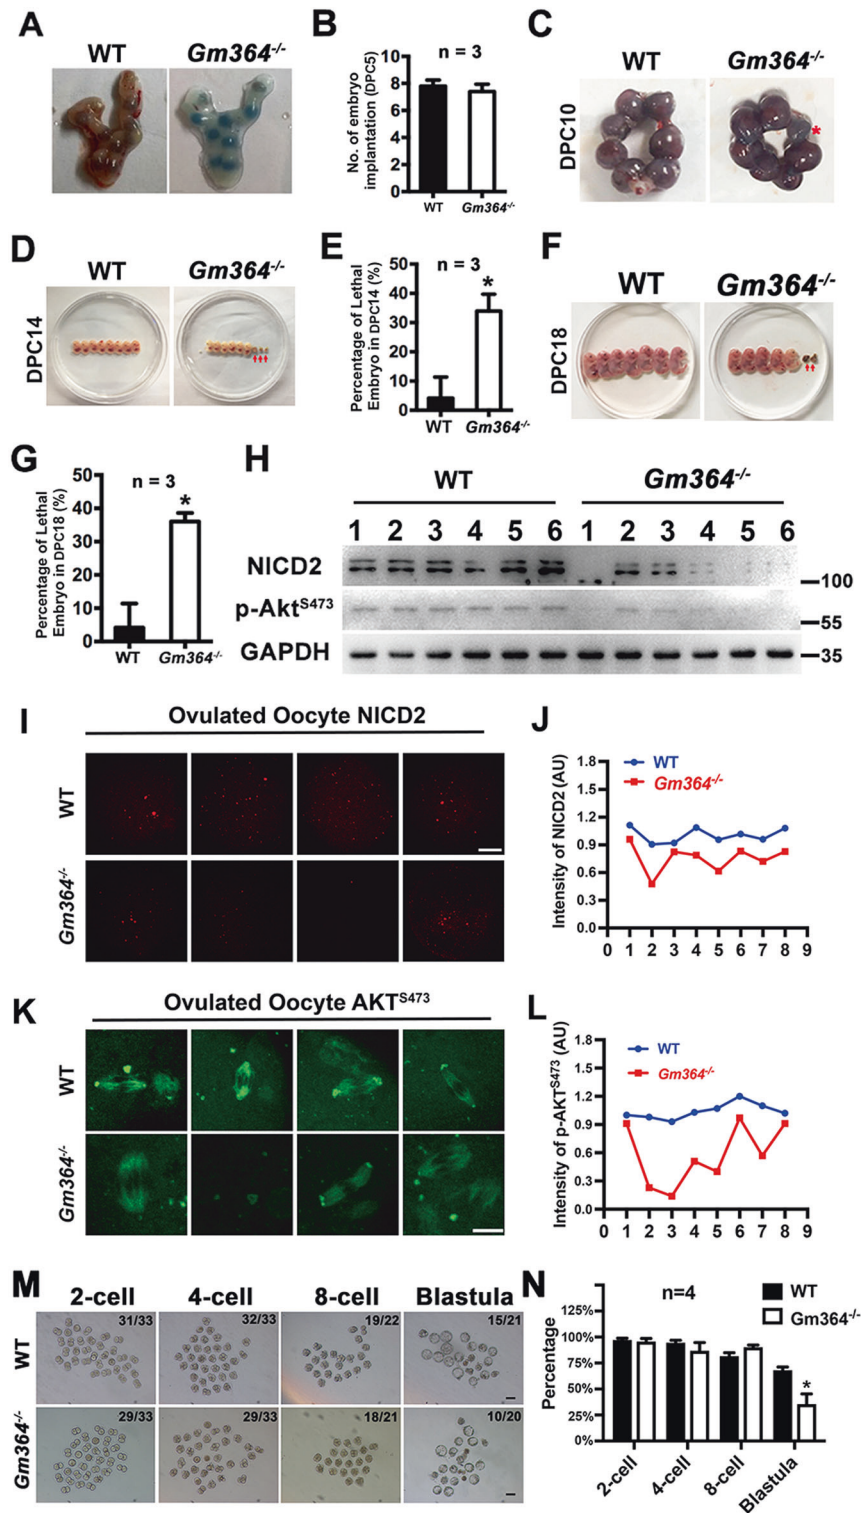 A
WT
Gm364-/-
B
n = 3
No. of embryo
implantation (DPC5)
10
8
6
4
2
0
WT
Gm364-/-
C
WT
Gm364-/-
DPC10
*
D
WT
Gm364-/-
DPC14
E
n = 3
*
Percentage of Lethal
Embryo in DPC14 (%)
50
40
30
20
10
0
WT
Gm364-/-
F
WT
Gm364-/-
DPC18
G
n = 3
*
Percentage of Lethal
Embryo in DPC18 (%)
50
40
30
20
10
0
WT
Gm364-/-
H
WT
Gm364-/-
1 2 3 4 5 6 1 2 3 4 5 6
NICD2
100
p-AktS473
55
GAPDH
35
I
Ovulated Oocyte NICD2
WT
Gm364-/-
J
WT
Gm364-/-
Intensity of NICD2 (AU)
1.8
1.5
1.2
0.9
0.6
0.3
0.0
0 1 2 3 4 5 6 7 8 9
K
Ovulated Oocyte AKTS473
WT
Gm364-/-
L
WT
Gm364-/-
Intensity of p-AKTS473 (AU)
1.8
1.5
1.2
0.9
0.6
0.3
0.0
0 1 2 3 4 5 6 7 8 9
M
2-cell 4-cell 8-cell Blastula
WT
31/33 32/33 19/22 15/21
Gm364-/-
29/33 29/33 18/21 10/20
N
n=4
WT
Gm364-/-
Percentage
125%
100%
75%
50%
25%
0%
*
2-cell
4-cell
8-cell
Blastula